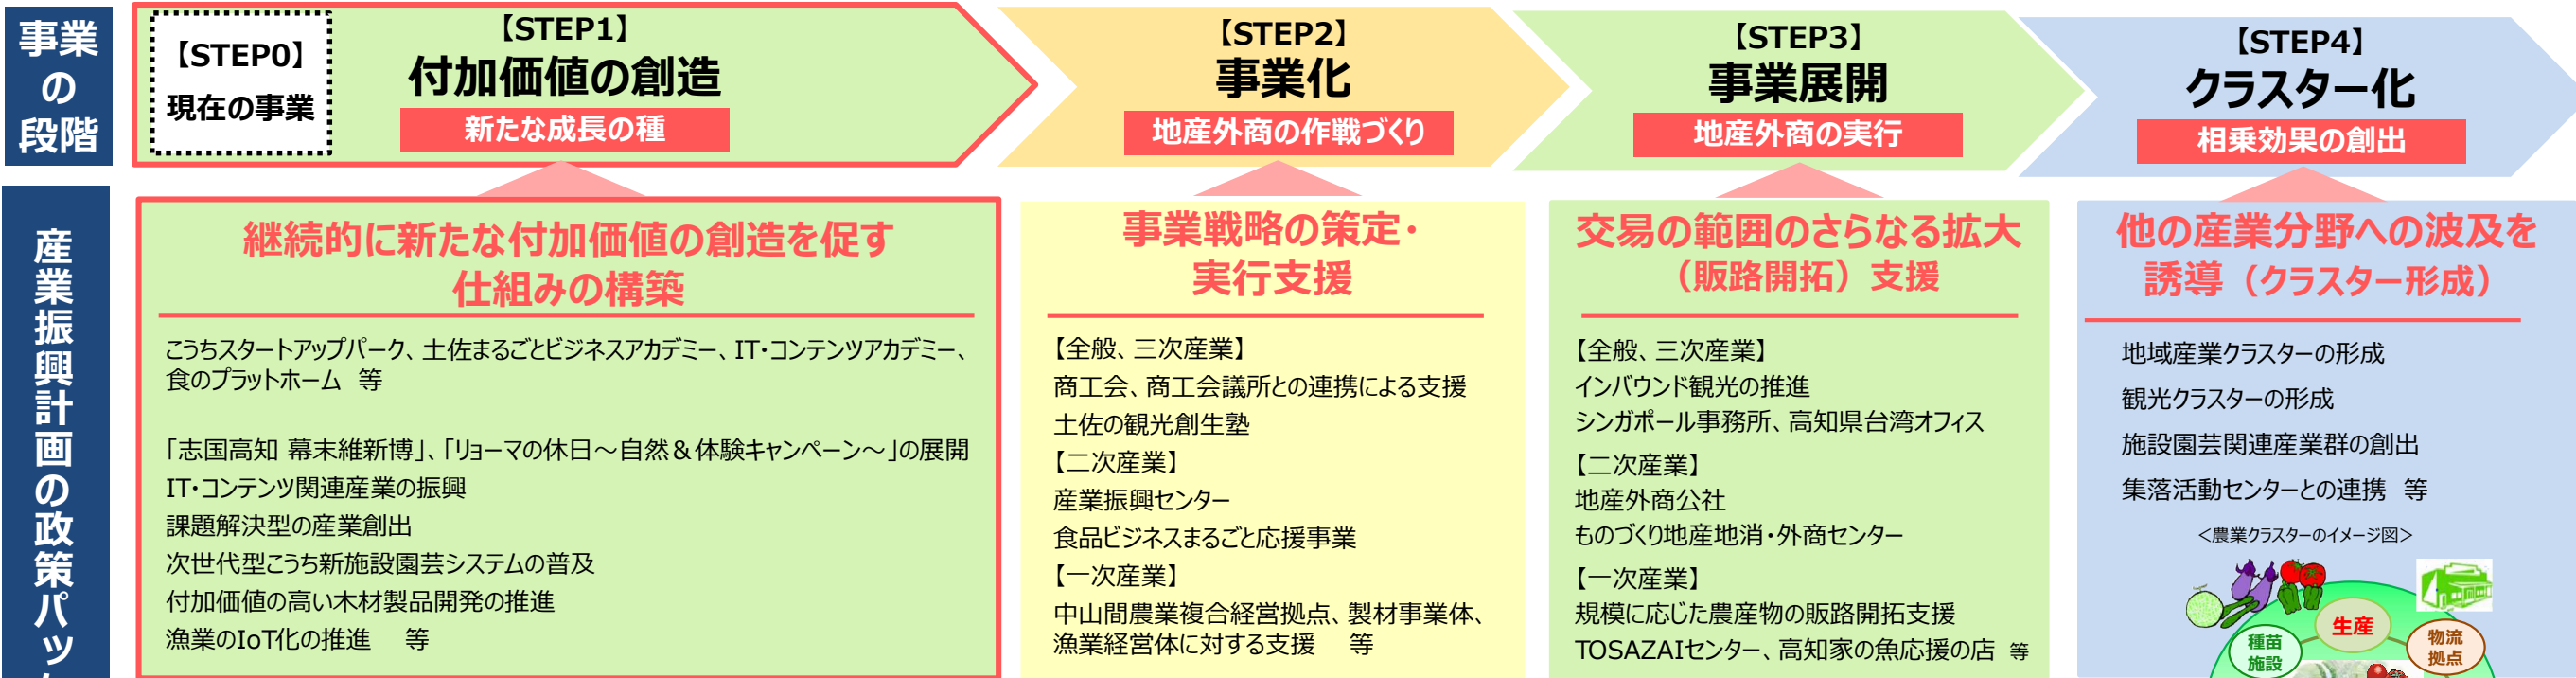 事業
の
段階
【STEP0】
現在の事業
【STEP1】
付加価値の創造
新たな成長の種
【STEP2】
事業化
地産外商の作戦づくり
【STEP3】
事業展開
地産外商の実行
【STEP4】
クラスター化
相乗効果の創出
産業振興計画の政策パッ
継続的に新たな付加価値の創造を促す
仕組みの構築
こうちスタートアップパーク、土佐まるごとビジネスアカデミー、IT・コンテンツアカデミー、
食のプラットホーム 等
「志国高知 幕末維新博」、「リョーマの休日～自然＆体験キャンペーン～」の展開
IT・コンテンツ関連産業の振興
課題解決型の産業創出
次世代型こうち新施設園芸システムの普及
付加価値の高い木材製品開発の推進
漁業のIoT化の推進 等
事業戦略の策定・
実行支援
【全般、三次産業】
商工会、商工会議所との連携による支援
土佐の観光創生塾
【二次産業】
産業振興センター
食品ビジネスまるごと応援事業
【一次産業】
中山間農業複合経営拠点、製材事業体、
漁業経営体に対する支援 等
交易の範囲のさらなる拡大
（販路開拓）支援
【全般、三次産業】
インバウンド観光の推進
シンガポール事務所、高知県台湾オフィス
【二次産業】
地産外商公社
ものづくり地産地消・外商センター
【一次産業】
規模に応じた農産物の販路開拓支援
TOSAZAIセンター、高知家の魚応援の店 等
他の産業分野への波及を
誘導（クラスター形成）
地域産業クラスターの形成
観光クラスターの形成
施設園芸関連産業群の創出
集落活動センターとの連携 等
＜農業クラスターのイメージ図＞
生産
種苗
施設
物流
拠点